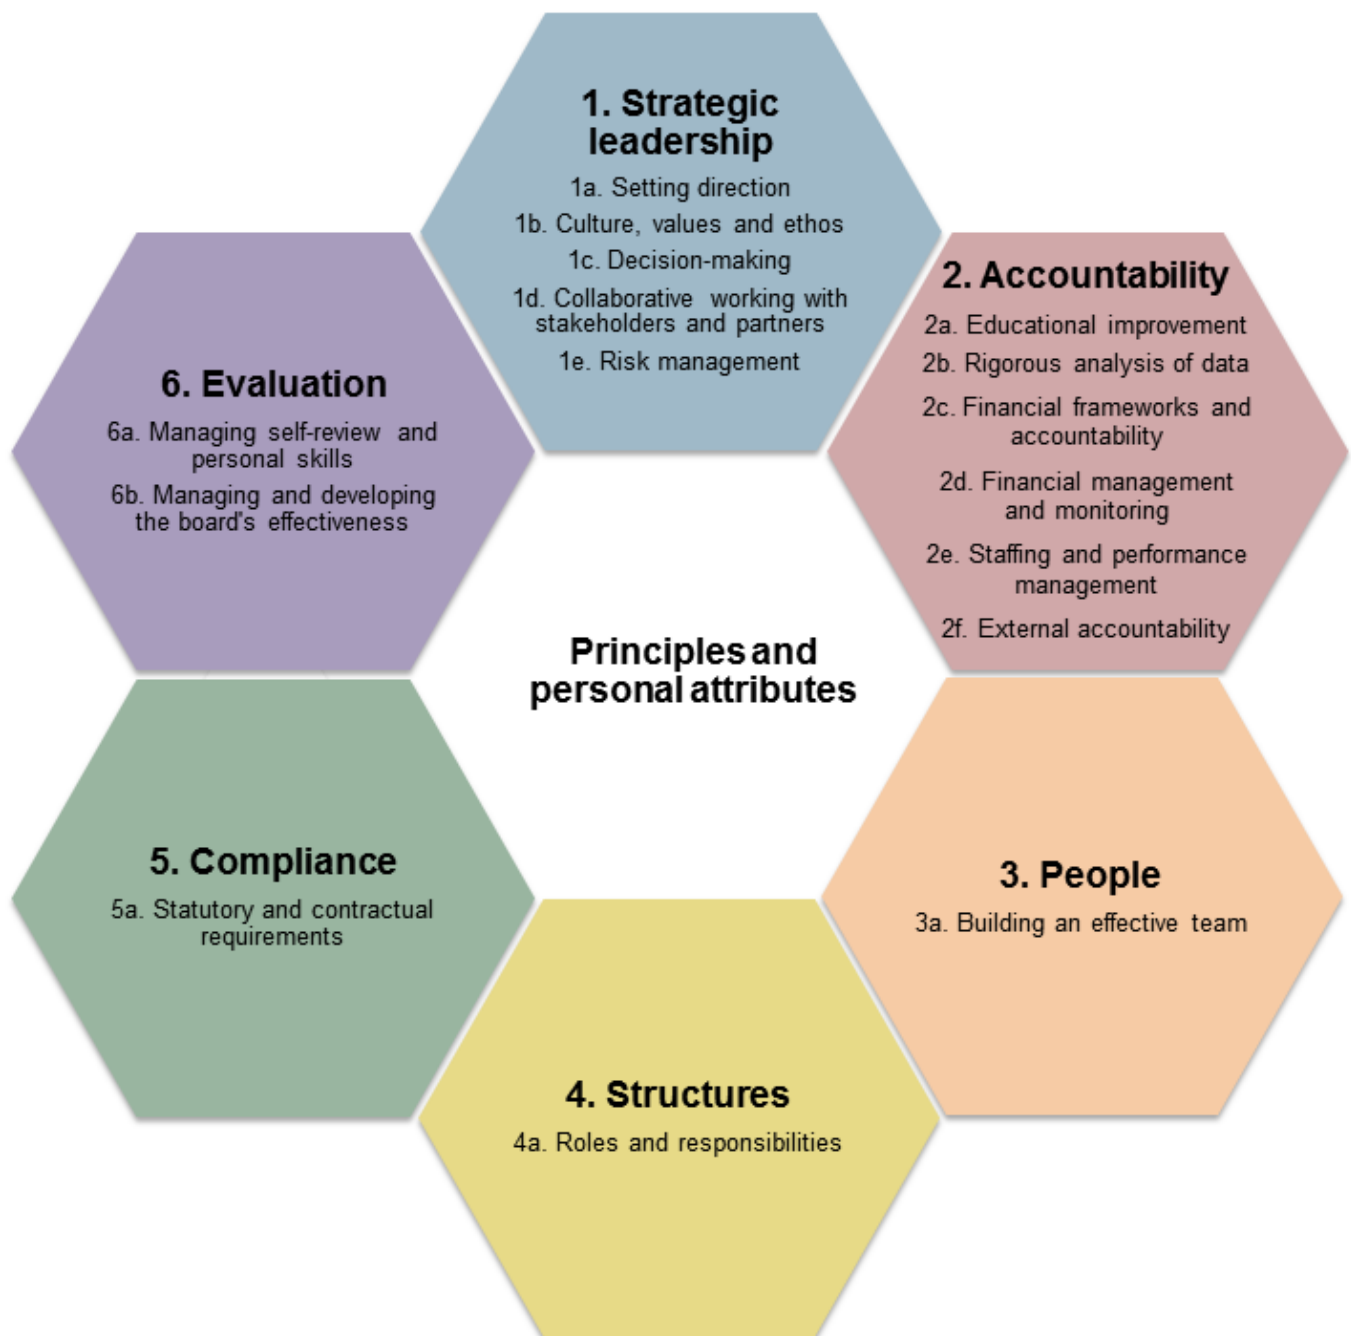 1. Strategic
leadership
1a. Setting direction
1b. Culture, values and ethos
1c. Decision-making
1d. Collaborative working with
stakeholders and partners
1e. Risk management
2. Accountability
2a. Educational improvement
2b. Rigorous analysis of data
2c. Financial frameworks and
accountability
2d. Financial management
and monitoring
2e. Staffing and performance
management
2f. External accountability
3. People
3a. Building an effective team
4. Structures
4a. Roles and responsibilities
5. Compliance
5a. Statutory and contractual
requirements
6. Evaluation
6a. Managing self-review and
personal skills
6b. Managing and developing
the board's effectiveness
Principles and
personal attributes